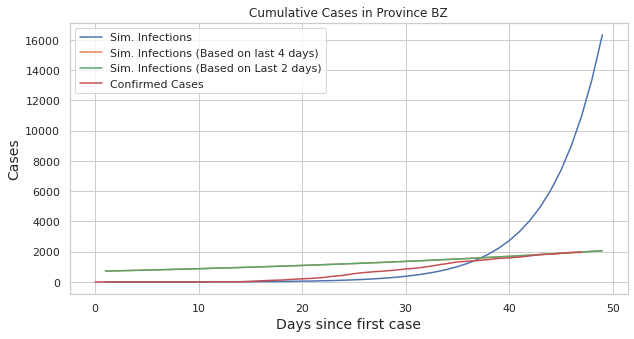 Cumulative Cases in Province BZ
Sim. Infections
Sim. Infections (Based on last 4 days)
Sim. Infections (Based on Last 2 days)
Confirmed Cases
Cases
16000
14000
12000
10000
8000
6000
4000
2000
0
0 10 20 30 40 50
Days since first case